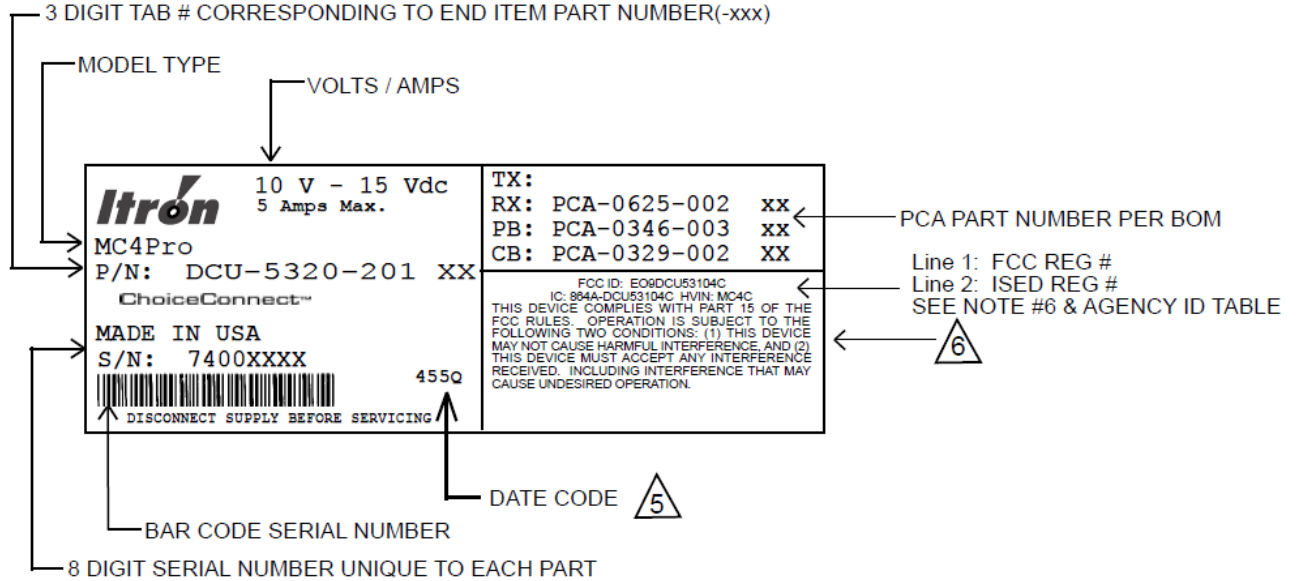 3 DIGIT TAB # CORRESPONDING TO END ITEM PART NUMBER(-xxx)
MODEL TYPE
VOLTS / AMPS
Itrón
10 V - 15 Vdc
5 Amps Max.
MC4Pro
P/N: DCU-5320-201 XX
ChoiceConnect™
MADE IN USA
S/N: 7400XXXX
455Q
DISCONNECT SUPPLY BEFORE SERVICING
TX:
RX: PCA-0625-002 XX
PB: PCA-0346-003 XX
CB: PCA-0329-002 XX
FCC ID: EO9DCU53104C
IC: 864A-DCU53104C HVIN: MC4C
THIS DEVICE COMPLIES WITH PART 15 OF THE
FCC RULES. OPERATION IS SUBJECT TO THE
FOLLOWING TWO CONDITIONS: (1) THIS DEVICE
MAY NOT CAUSE HARMFUL INTERFERENCE, AND (2)
THIS DEVICE MUST ACCEPT ANY INTERFERENCE
RECEIVED. INCLUDING INTERFERENCE THAT MAY
CAUSE UNDESIRED OPERATION.
PCA PART NUMBER PER BOM
Line 1: FCC REG #
Line 2: ISED REG #
SEE NOTE #6 & AGENCY ID TABLE
6
DATE CODE
5
BAR CODE SERIAL NUMBER
8 DIGIT SERIAL NUMBER UNIQUE TO EACH PART